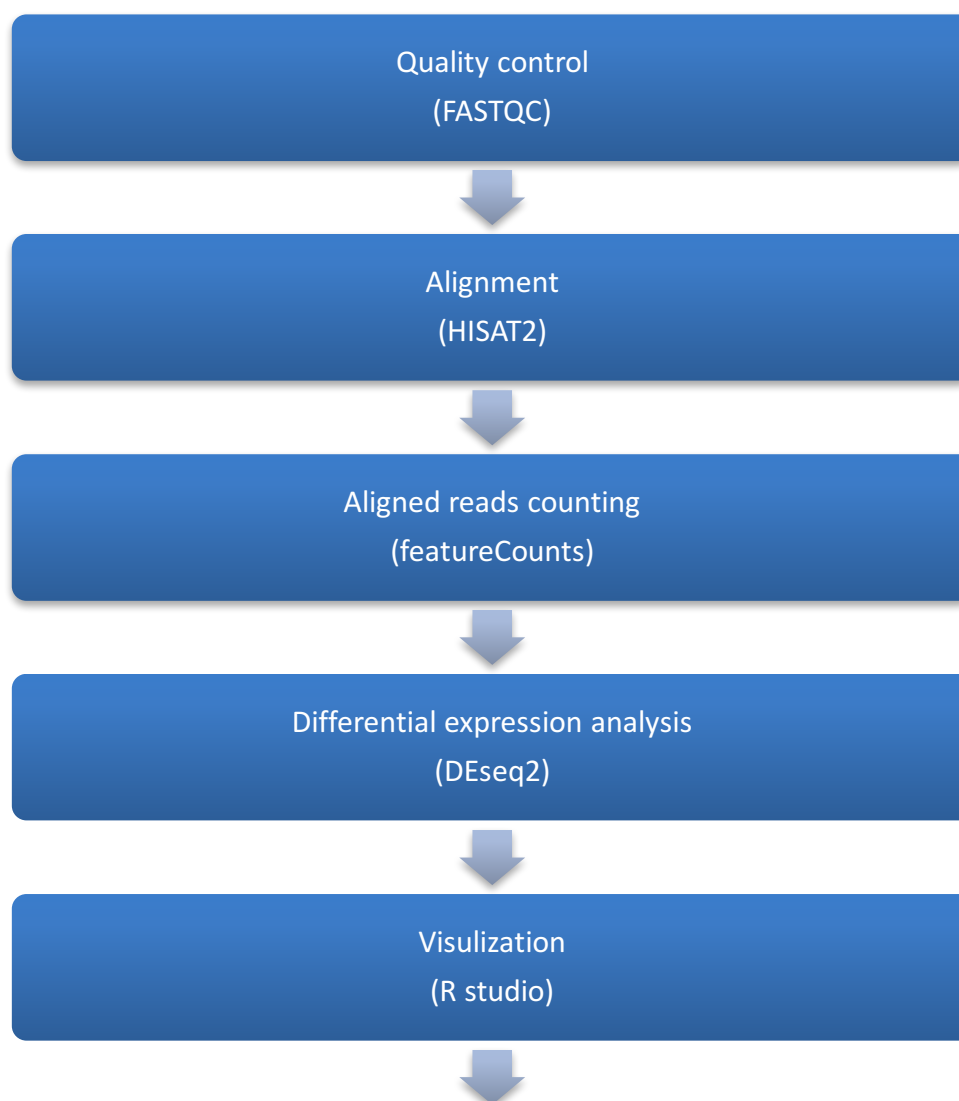 Quality control
(FASTQC)
Alignment
(HISAT2)
Aligned reads counting
(featureCounts)
Differential expression analysis
(DEseq2)
Visulization
(R studio)